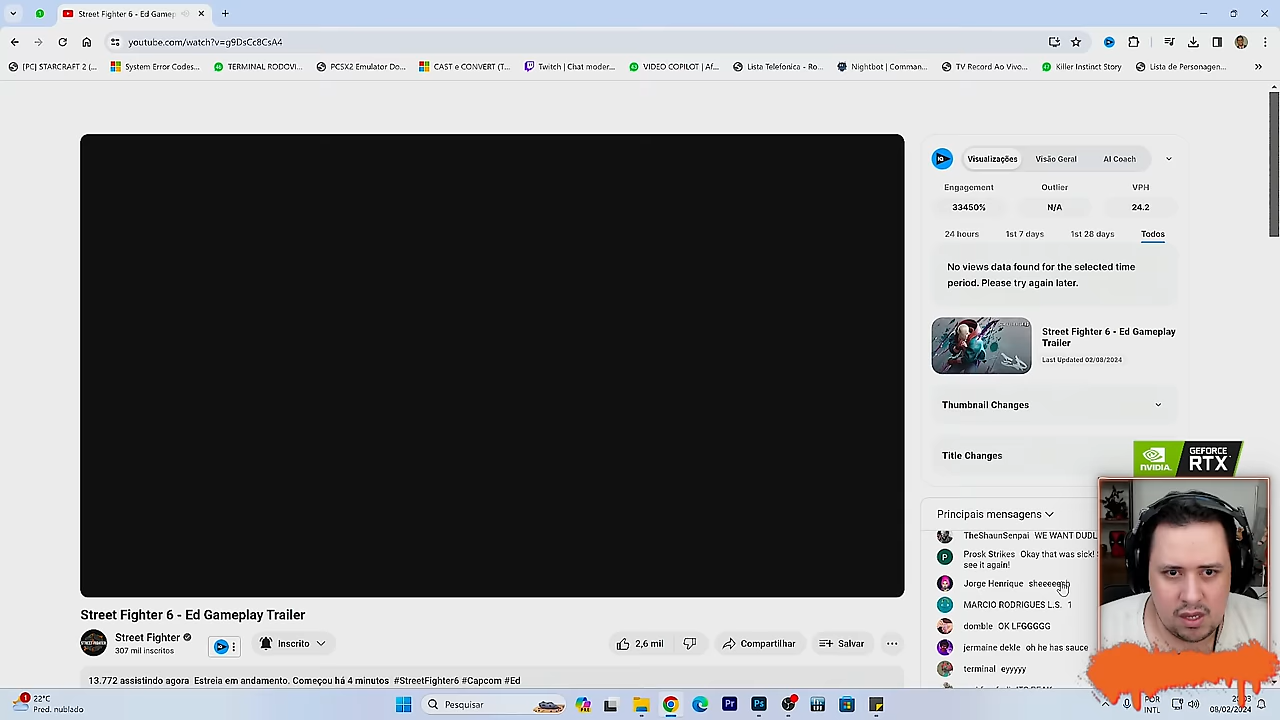 Street Fighter 6 - Ed Gamep
youtube.com/watch?v=g9DsCc8CsA4
[PC] STARCRAFT 2 (...
System Error Codes...
TERMINAL RODOVI...
PCSX2 Emulator Do...
CAST e CONVERT (T...
Twitch | Chat moder...
VIDEO COPILOT | Af...
Lista Telefonica - Ro...
Nightbot | Comman...
TV Record Ao Vivo...
Killer Instinct Story
Lista de Personagen...
Visualizações
Visão Geral
AI Coach
Engagement
Outlier
VPH
33450%
N/A
24.2
24 hours
1st 7 days
1st 28 days
Todos
No views data found for the selected time
period. Please try again later.
Street Fighter 6 - Ed Gameplay
Trailer
Last Updated 02/08/2024
Thumbnail Changes
Title Changes
NVIDIA.
GEFORCE
RTX
Principais mensagens
TheShaunSenpai WE WANT DUDL
Prosk Strikes Okay that was sick!
see it again!
Jorge Henrique sheeeeesh
MARCIO RODRIGUES L.S. 1
domble OK LFGGGGG
jermaine dekle oh he has sauce
terminal eyyyyy
Street Fighter 6 - Ed Gameplay Trailer
Street Fighter
307 mil inscritos
Inscrito
2,6 mil
Compartilhar
Salvar
13.772 assistindo agora Estreia em andamento. Começou há 4 minutos #StreetFighter6 #Capcom #Ed
1
22°C
Pred. nublado
Pesquisar
POR
INTL
08/02/2024